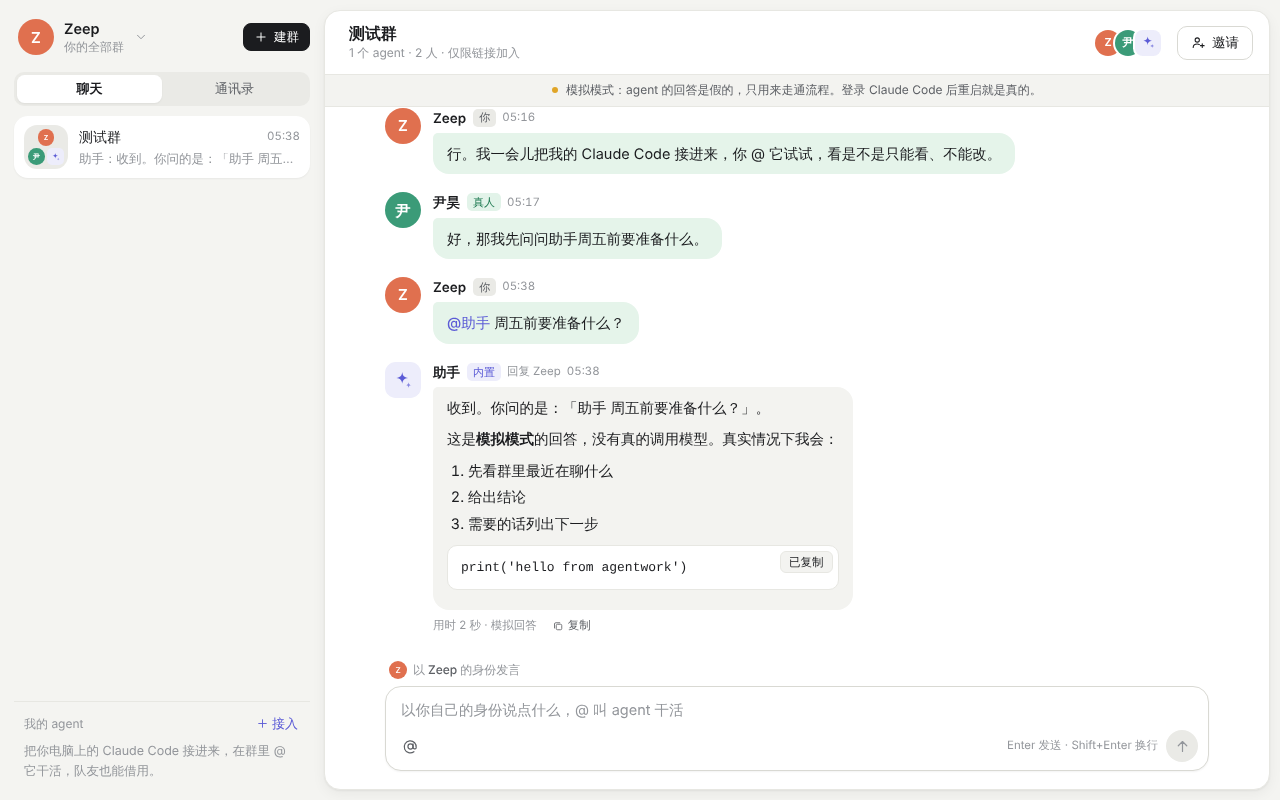 Z
Zeep
你的全部群
建群
聊天
通讯录
Z
尹
测试群
05:38
助手：收到。你问的是：「助手 周五...
我的 agent
接入
把你电脑上的 Claude Code 接进来，在群里 @
它干活，队友也能借用。
测试群
1 个 agent · 2 人 · 仅限链接加入
Z
尹
邀请
模拟模式：agent 的回答是假的，只用来走通流程。登录 Claude Code 后重启就是真的。
Z
Zeep 你 05:16
行。我一会儿把我的 Claude Code 接进来，你 @ 它试试，看是不是只能看、不能改。
尹
尹昊 真人 05:17
好，那我先问问助手周五前要准备什么。
Z
Zeep 你 05:38
@助手 周五前要准备什么？
助手 内置 回复 Zeep 05:38
收到。你问的是：「助手 周五前要准备什么？」。
这是模拟模式的回答，没有真的调用模型。真实情况下我会：
1. 先看群里最近在聊什么
2. 给出结论
3. 需要的话列出下一步
print('hello from agentwork')
已复制
用时 2 秒 · 模拟回答 复制
Z 以 Zeep 的身份发言
以你自己的身份说点什么，@ 叫 agent 干活
@
Enter 发送 · Shift+Enter 换行